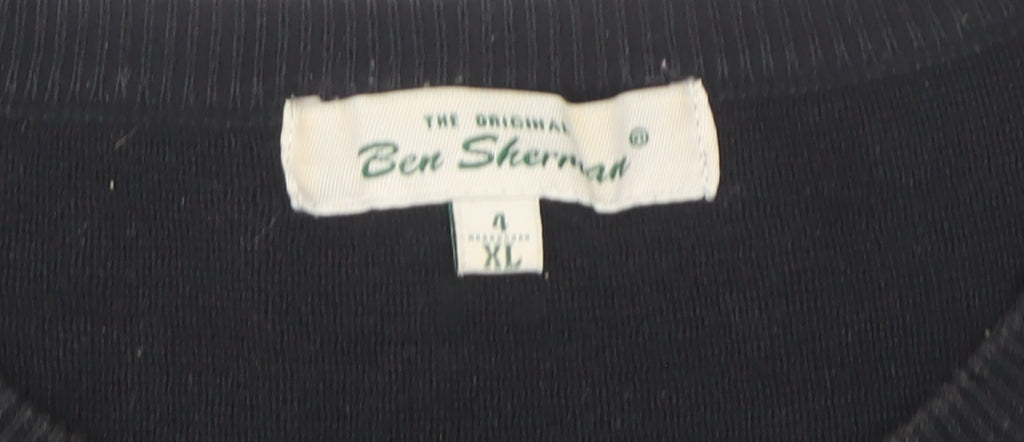 THE ORIGINAL
Ben Sherman®
4
XL